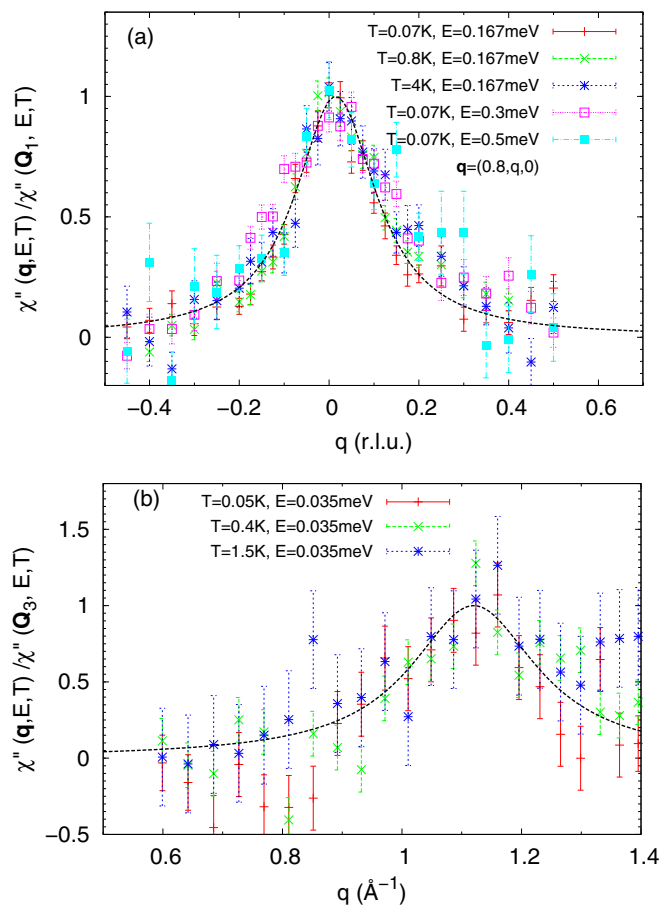 (a)
T=0.07K, E=0.167meV
T=0.8K, E=0.167meV
T=4K, E=0.167meV
T=0.07K, E=0.3meV
T=0.07K, E=0.5meV
q=(0.8,q,0)
χ'' (q,E,T) /χ'' (Q₁, E,T)
1
0.5
0
−0.4
−0.2
0
0.2
0.4
0.6
q (r.l.u.)
(b)
T=0.05K, E=0.035meV
T=0.4K, E=0.035meV
T=1.5K, E=0.035meV
χ'' (q,E,T) /χ'' (Q₃, E,T)
1.5
1
0.5
0
−0.5
0.6
0.8
1
1.2
1.4
q (Å⁻¹)